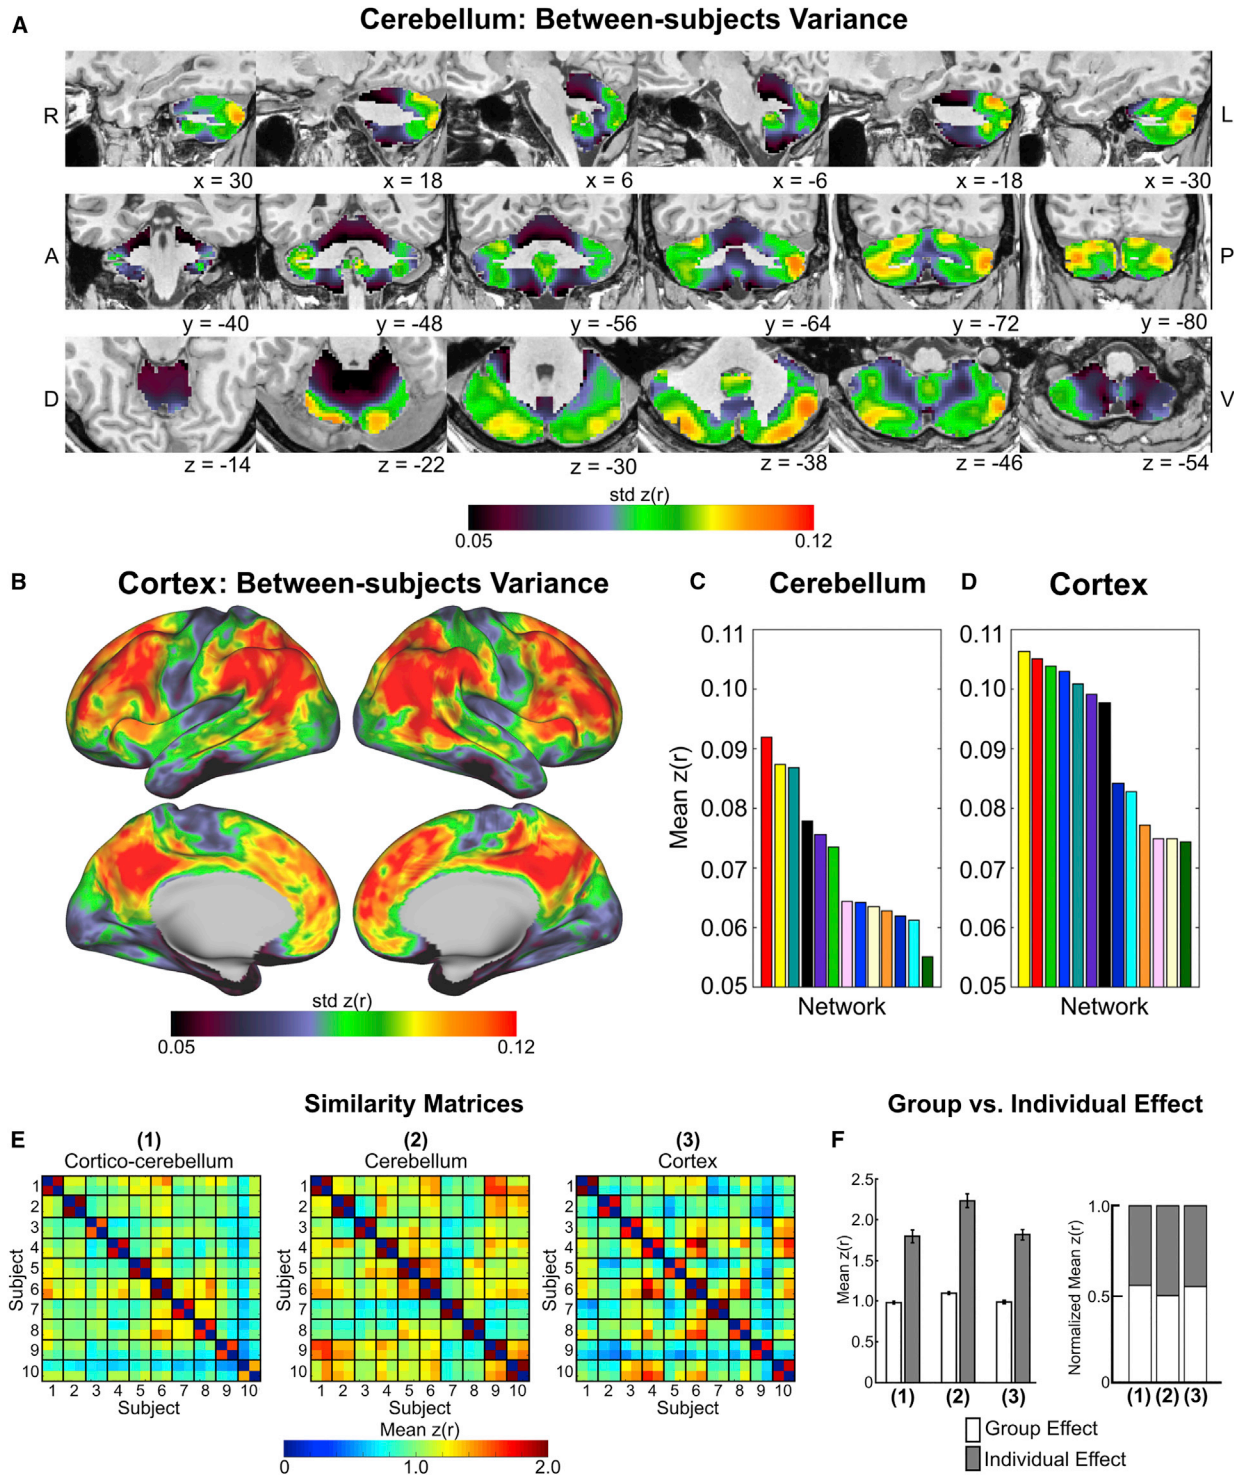 A
Cerebellum: Between-subjects Variance
R
L
x = 30
x = 18
x = 6
x = -6
x = -18
x = -30
A
P
y = -40
y = -48
y = -56
y = -64
y = -72
y = -80
D
V
z = -14
z = -22
z = -30
z = -38
z = -46
z = -54
std z(r)
0.05
0.12
B
Cortex: Between-subjects Variance
std z(r)
0.05
0.12
C
Cerebellum
0.11
0.10
0.09
0.08
0.07
0.06
0.05
Mean z(r)
Network
D
Cortex
0.11
0.10
0.09
0.08
0.07
0.06
0.05
Network
Similarity Matrices
E
(1)
Cortico-cerebellum
1
2
3
4
5
6
7
8
9
10
Subject
1 2 3 4 5 6 7 8 9 10
Subject
(2)
Cerebellum
1
2
3
4
5
6
7
8
9
10
Subject
1 2 3 4 5 6 7 8 9 10
Subject
(3)
Cortex
1
2
3
4
5
6
7
8
9
10
Subject
1 2 3 4 5 6 7 8 9 10
Subject
Mean z(r)
0 1.0 2.0
Group vs. Individual Effect
F
2.5
2.0
1.5
1.0
0.5
0
Mean z(r)
(1) (2) (3)
1.0
0.5
0
Normalized Mean z(r)
(1) (2) (3)
Group Effect
Individual Effect